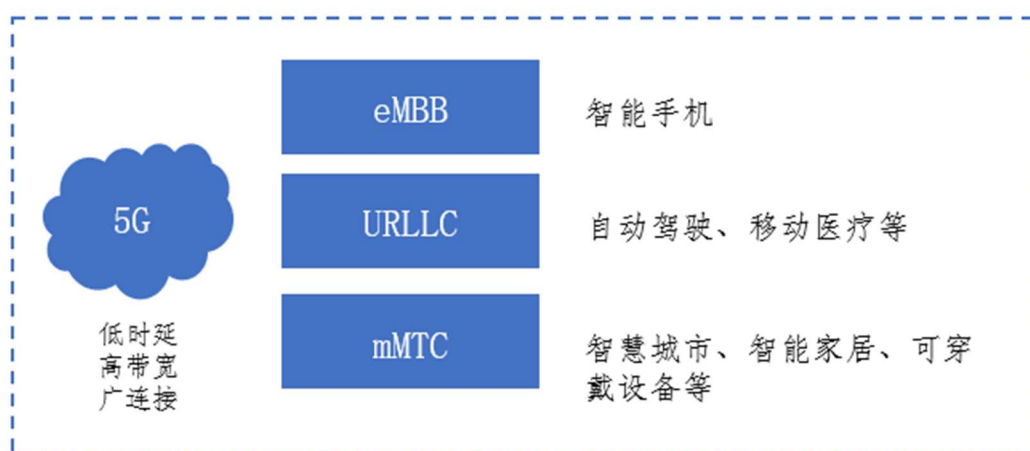 eMBB
智能手机
5G
URLLC
自动驾驶、移动医疗等
低时延
高带宽
广连接
mMTC
智慧城市、智能家居、可穿
戴设备等